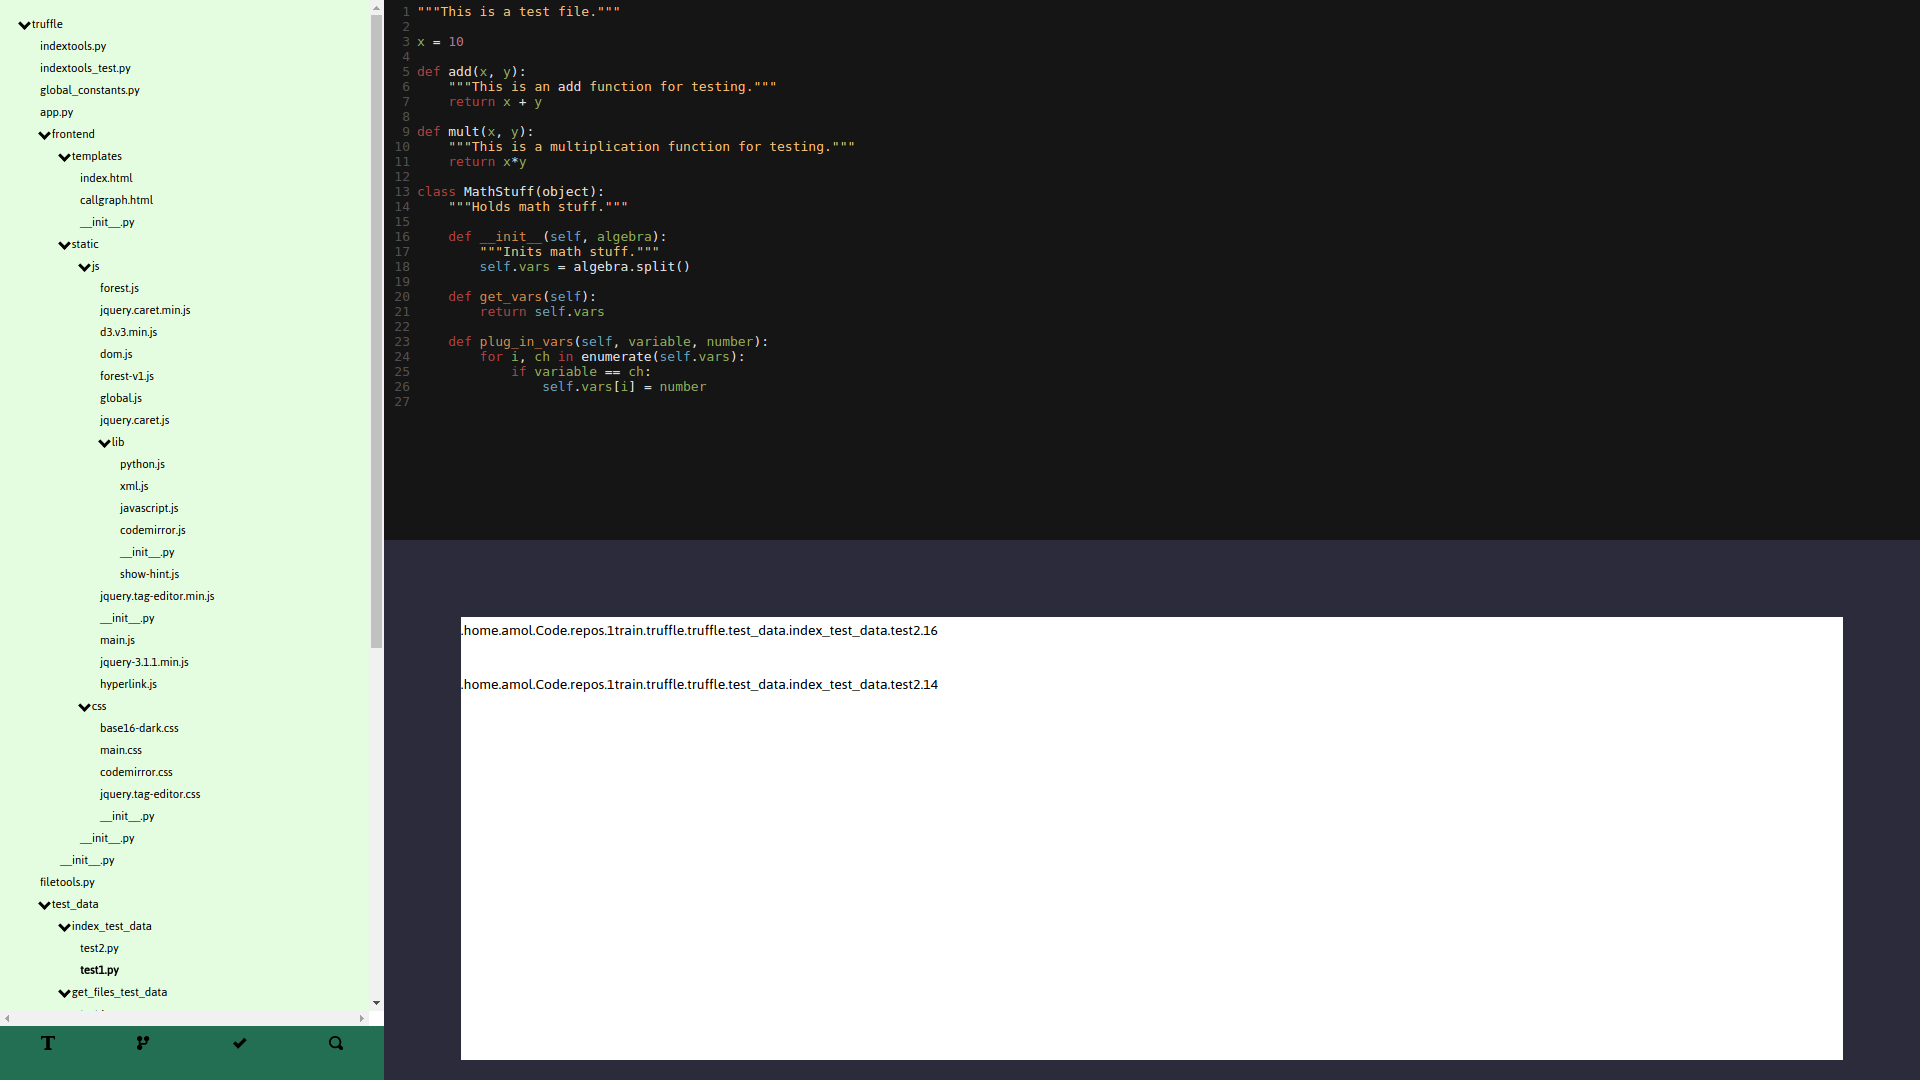 truffle
indextools.py
indextools_test.py
global_constants.py
app.py
frontend
templates
index.html
callgraph.html
__init__.py
static
js
forest.js
jquery.caret.min.js
d3.v3.min.js
dom.js
forest-v1.js
global.js
jquery.caret.js
lib
python.js
xml.js
javascript.js
codemirror.js
__init__.py
show-hint.js
jquery.tag-editor.min.js
__init__.py
main.js
jquery-3.1.1.min.js
hyperlink.js
css
base16-dark.css
main.css
codemirror.css
jquery.tag-editor.css
__init__.py
__init__.py
__init__.py
filetools.py
test_data
index_test_data
test2.py
test1.py
get_files_test_data
T
1 """This is a test file."""
2
3 x = 10
4
5 def add(x, y):
6     """This is an add function for testing."""
7     return x + y
8
9 def mult(x, y):
10     """This is a multiplication function for testing."""
11     return x*y
12
13 class MathStuff(object):
14     """Holds math stuff."""
15
16     def __init__(self, algebra):
17         """Inits math stuff."""
18         self.vars = algebra.split()
19
20     def get_vars(self):
21         return self.vars
22
23     def plug_in_vars(self, variable, number):
24         for i, ch in enumerate(self.vars):
25             if variable == ch:
26                 self.vars[i] = number
27
.home.amol.Code.repos.1train.truffle.truffle.test_data.index_test_data.test2.16
.home.amol.Code.repos.1train.truffle.truffle.test_data.index_test_data.test2.14